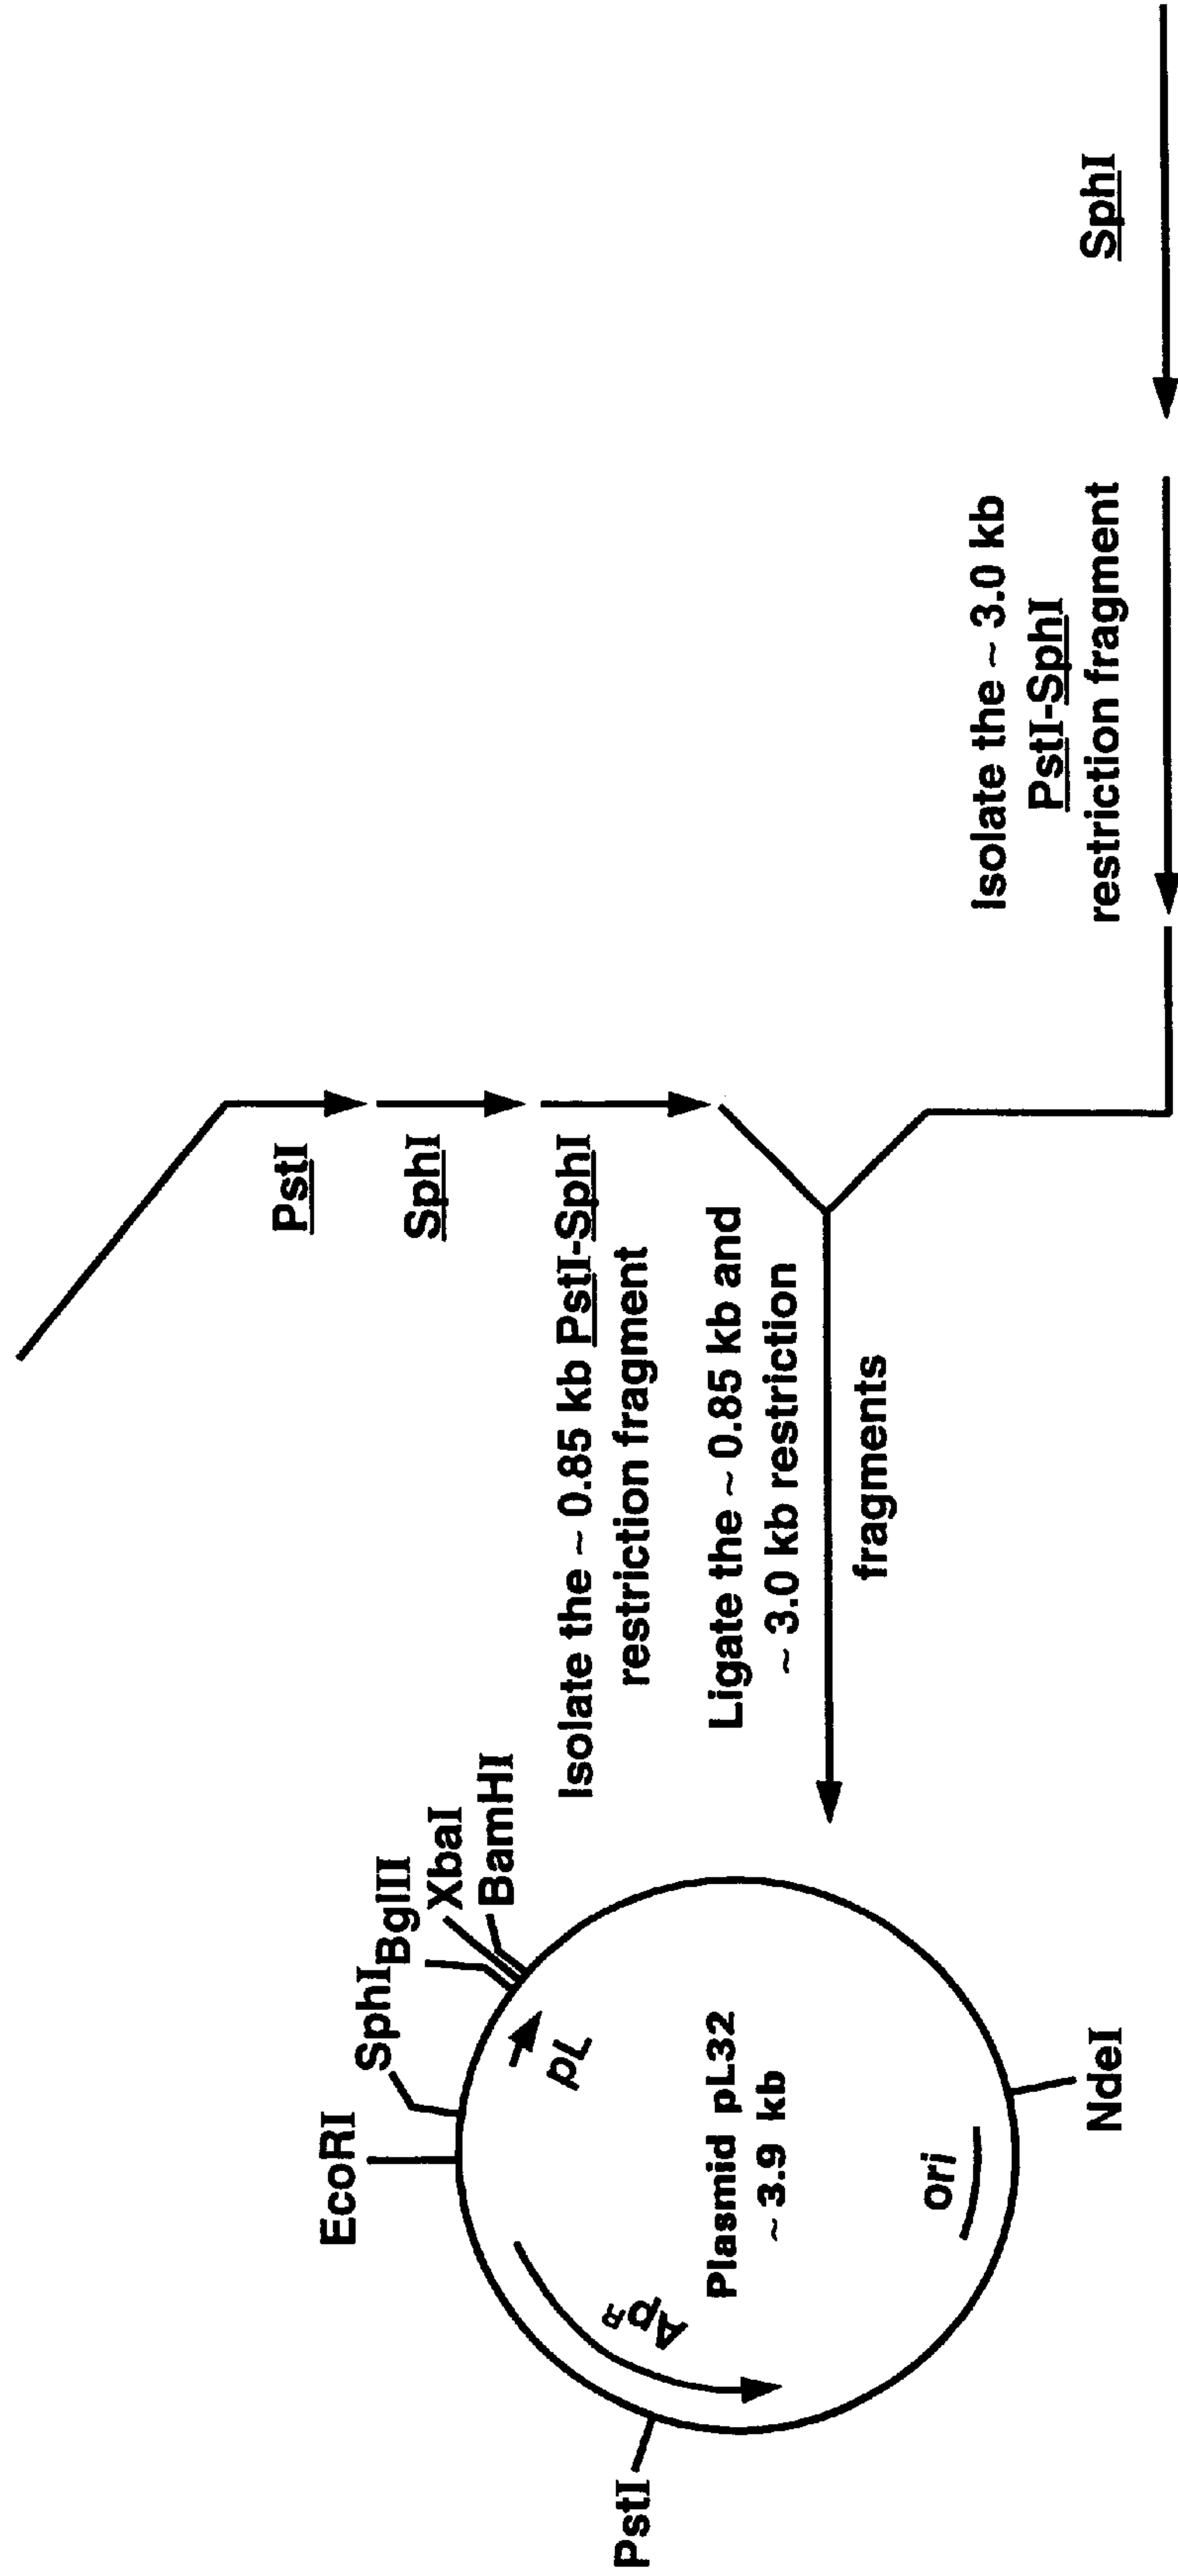 PstI
SphI
Isolate the ~ 0.85 kb PstI-SphI
restriction fragment
Ligate the ~ 0.85 kb and
~ 3.0 kb restriction
fragments
Isolate the ~ 3.0 kb
PstI-SphI
restriction fragment
SphI
EcoRI
SphI
BglII
XbaI
BamHI
pL
Plasmid pL32
~ 3.9 kb
ApR
ori
PstI
NdeI